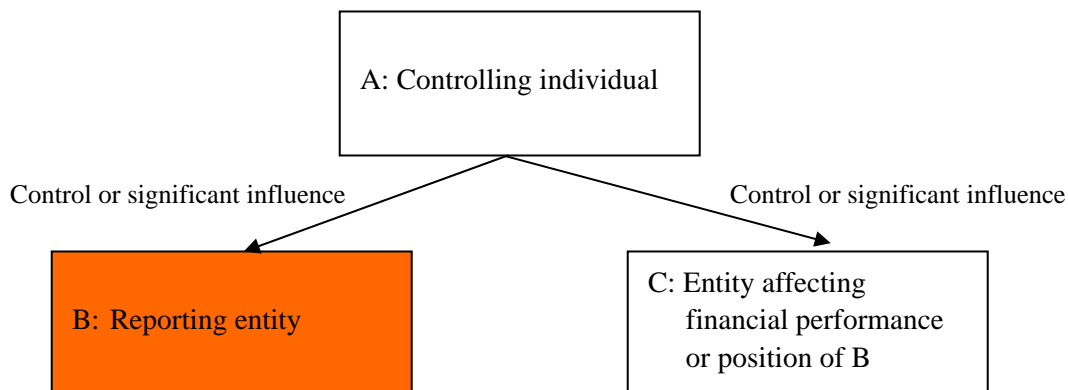 A: Controlling individual
Control or significant influence
Control or significant influence
B: Reporting entity
C: Entity affecting
financial performance
or position of B